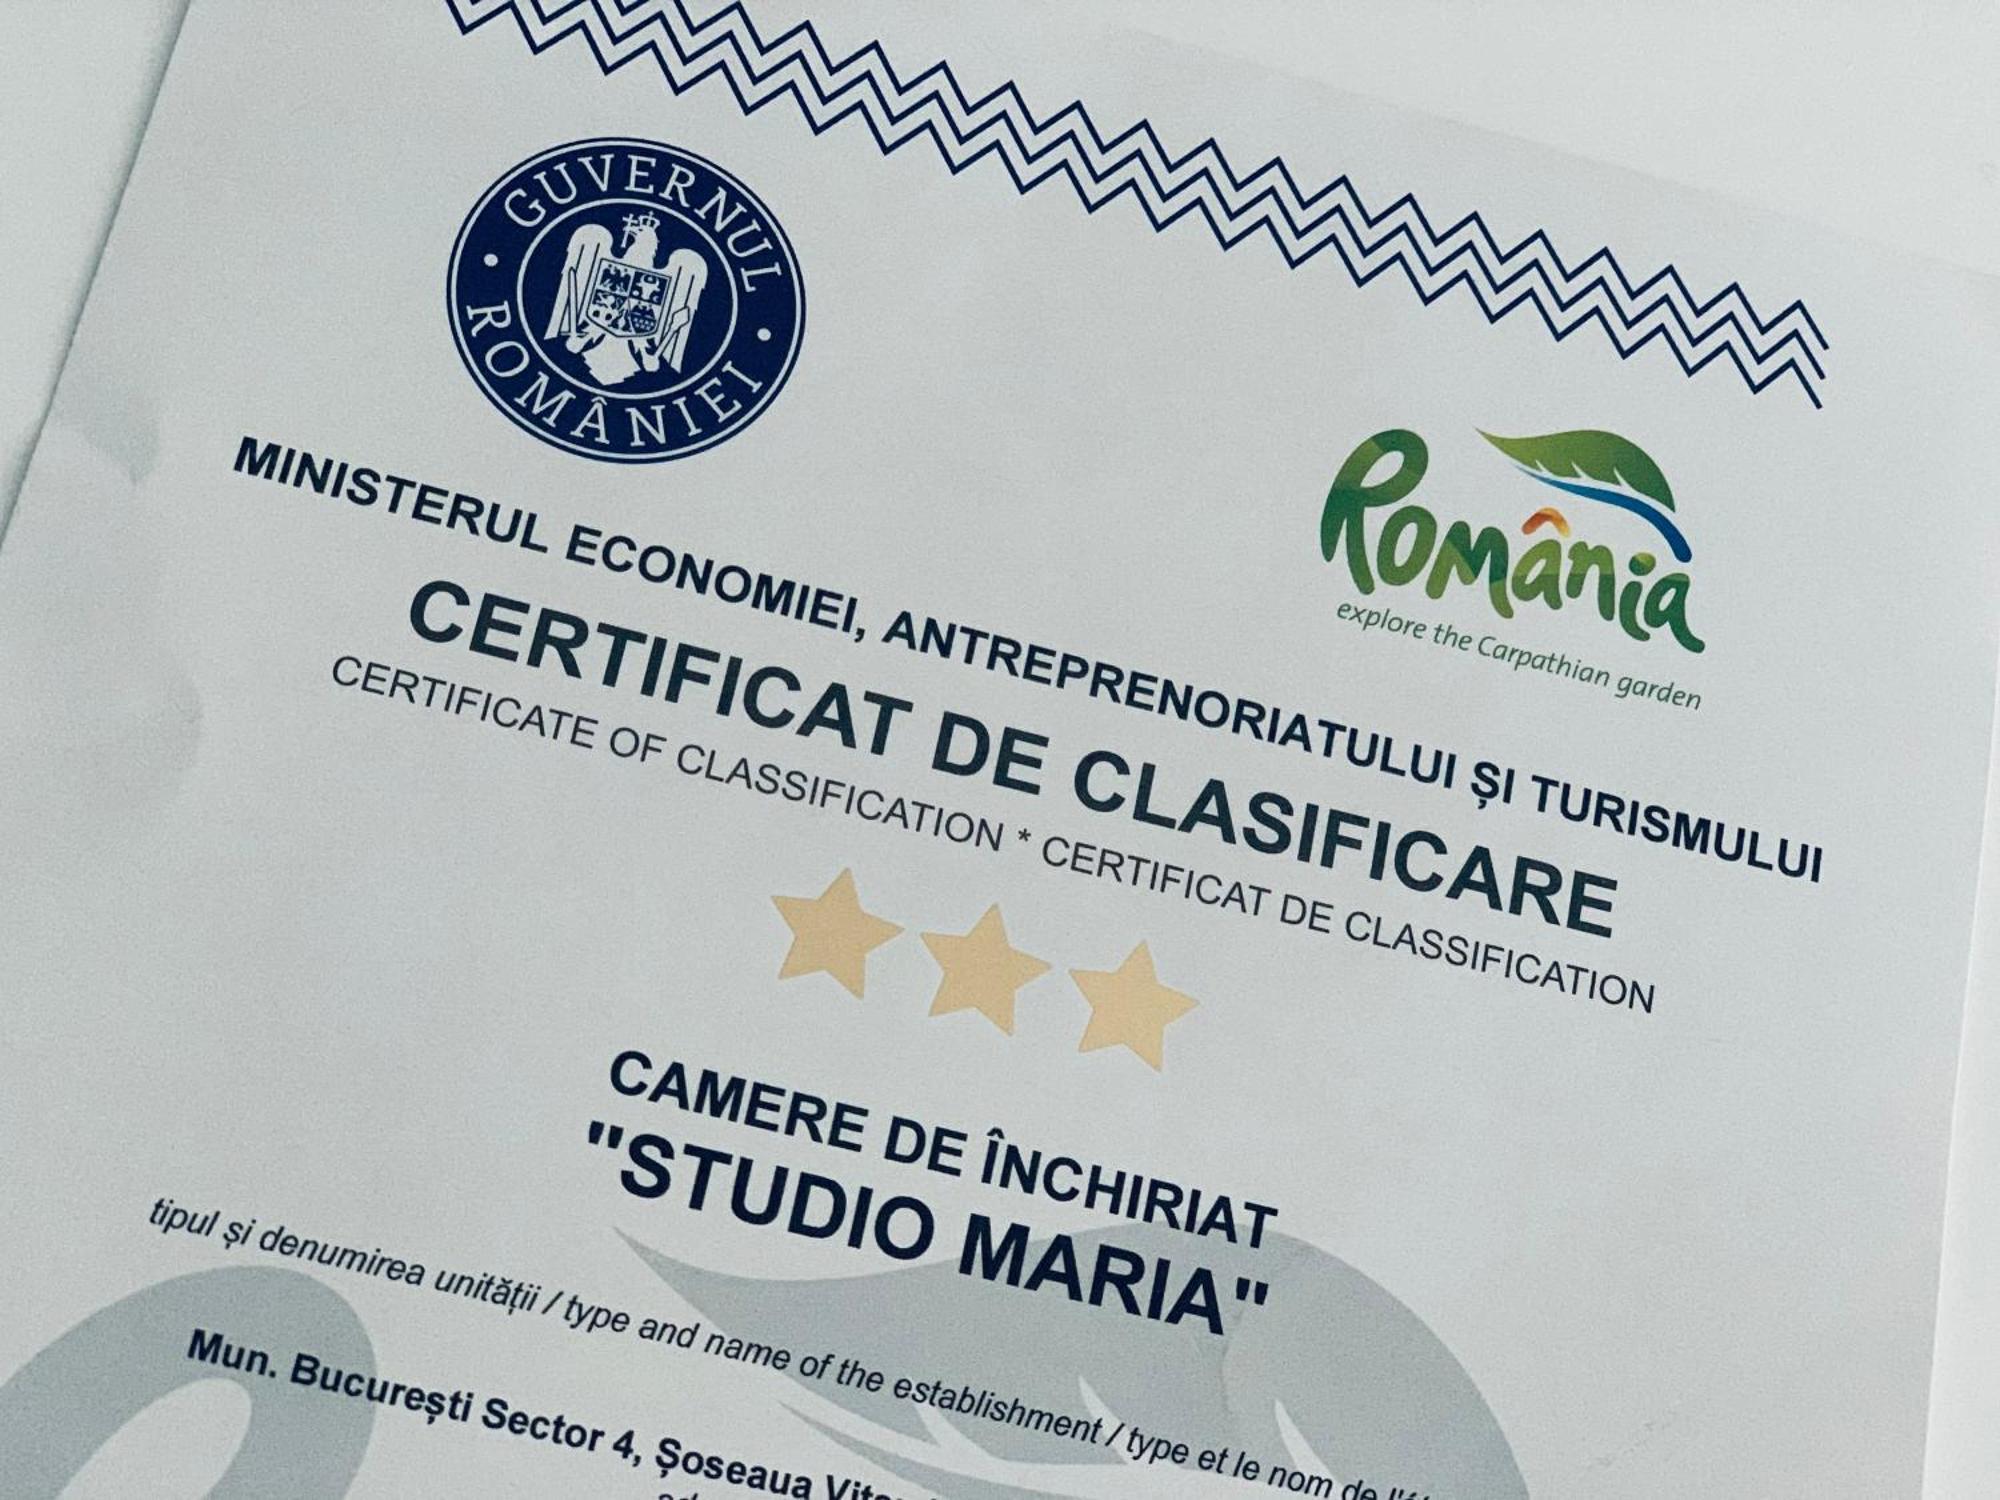 GUVERNUL ROMÂNIEI
România
explore the Carpathian garden
MINISTERUL ECONOMIEI, ANTREPRENORIATULUI ȘI TURISMULUI
CERTIFICAT DE CLASIFICARE
CERTIFICATE OF CLASSIFICATION * CERTIFICAT DE CLASSIFICATION
CAMERE DE ÎNCHIRIAT
"STUDIO MARIA"
tipul și denumirea unității / type and name of the establishment / type et le nom de
Mun. București Sector 4, Șoseaua